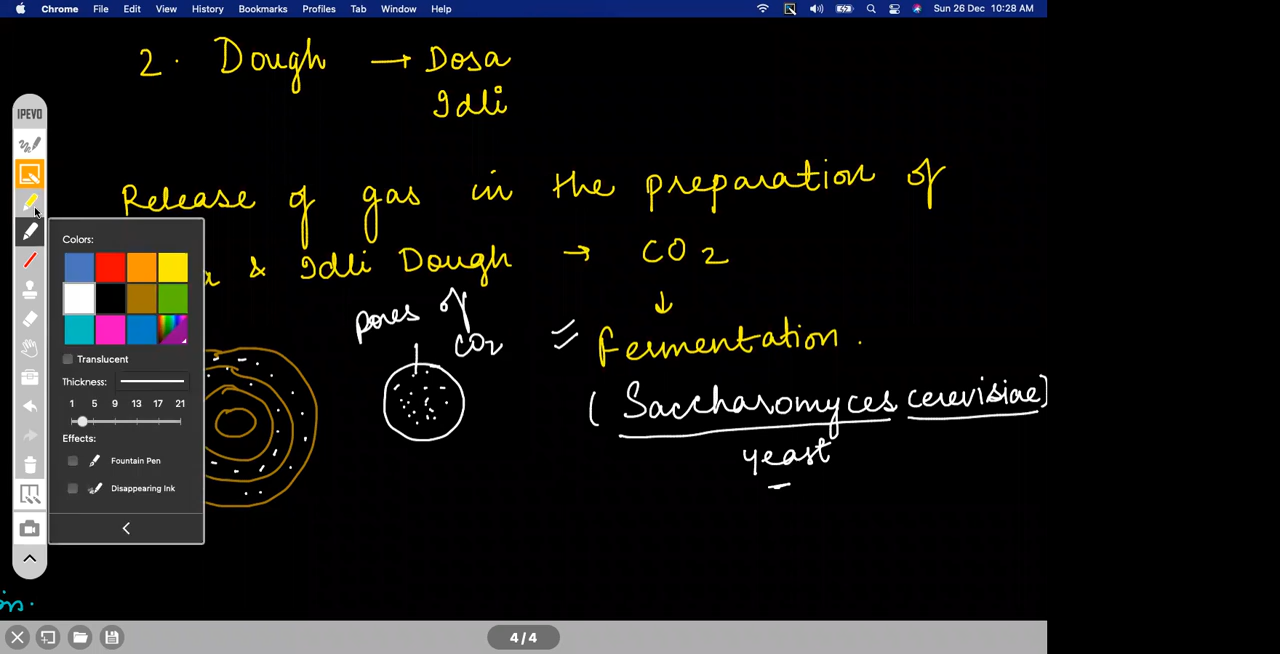 Chrome File Edit View History Bookmarks Profiles Tab Window Help Sun 26 Dec 10:28 AM
2. Dough → Dosa
Idli
IPEVO
Release of gas in the preparation of
& Idli Dough → CO2
↓
Colors:
Translucent
Thickness:
1 5 9 13 17 21
Effects:
Fountain Pen
Disappearing Ink
pores of
CO2
Fermentation.
(Saccharomyces cerevisiae)
yeast
4/4